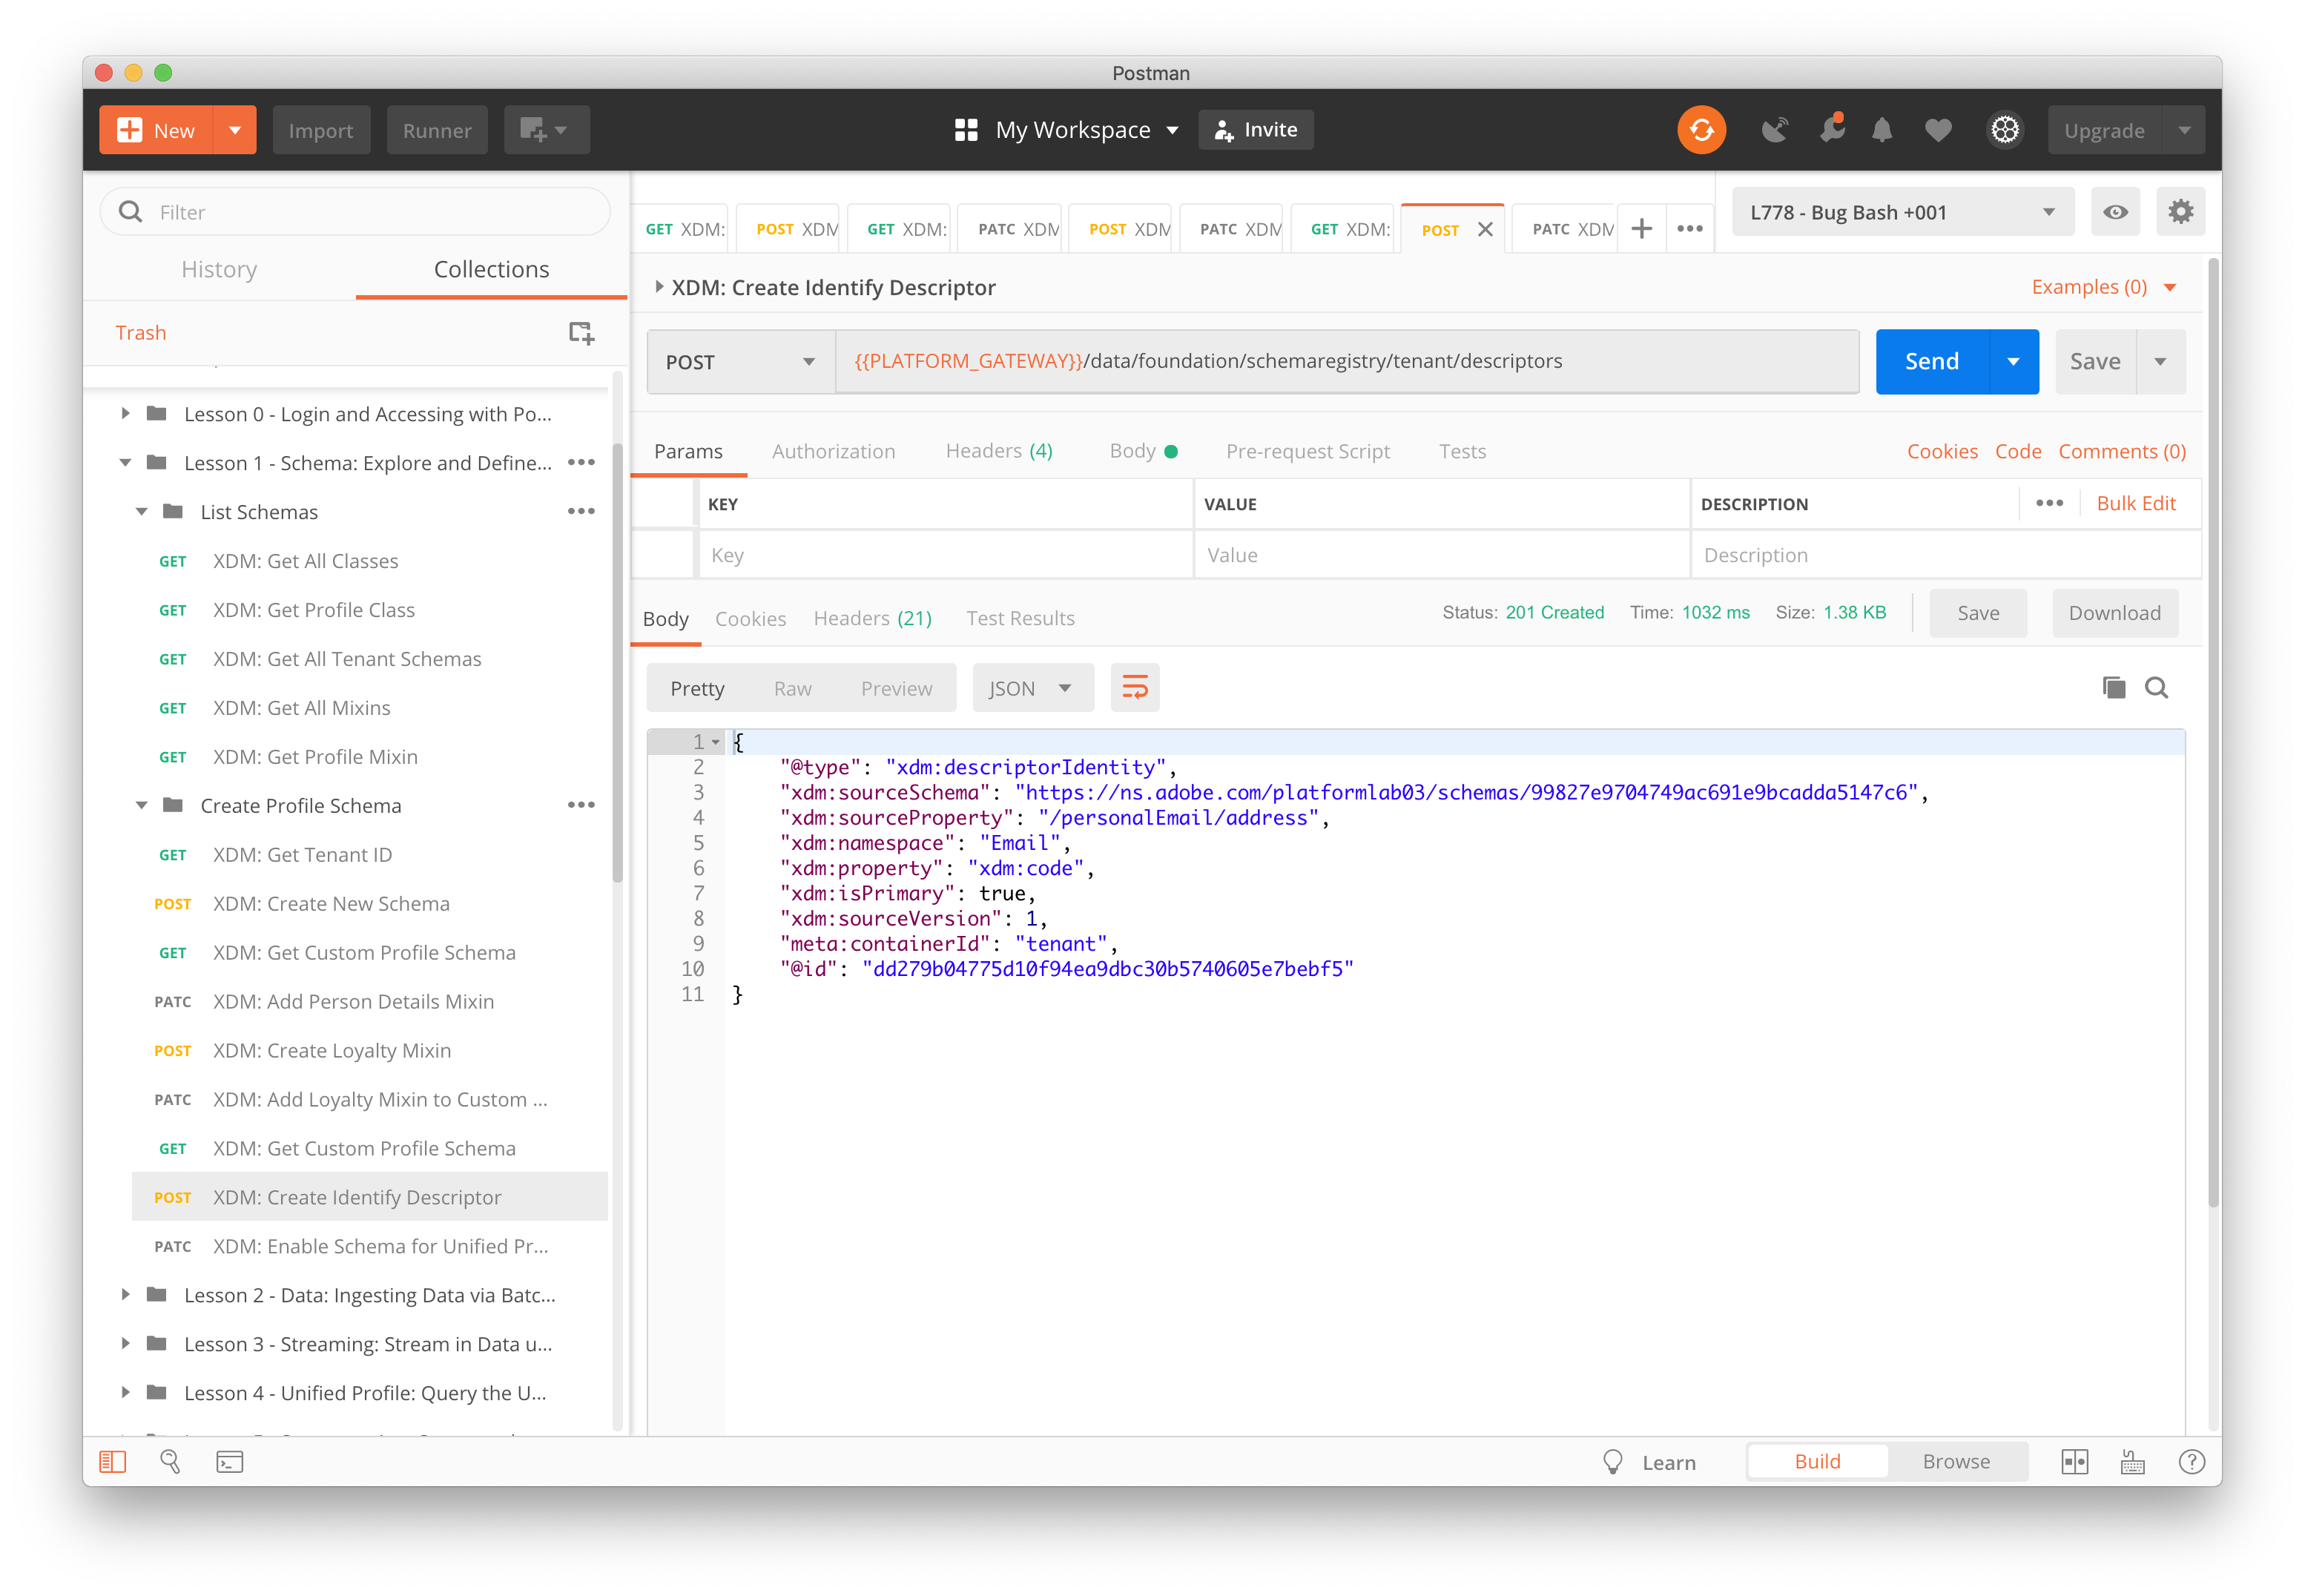 Postman
New
Import
Runner
My Workspace
Invite
Upgrade
Filter
History
Collections
Trash
Lesson 0 - Login and Accessing with Po...
Lesson 1 - Schema: Explore and Define...
List Schemas
GET XDM: Get All Classes
GET XDM: Get Profile Class
GET XDM: Get All Tenant Schemas
GET XDM: Get All Mixins
GET XDM: Get Profile Mixin
Create Profile Schema
GET XDM: Get Tenant ID
POST XDM: Create New Schema
GET XDM: Get Custom Profile Schema
PATC XDM: Add Person Details Mixin
POST XDM: Create Loyalty Mixin
PATC XDM: Add Loyalty Mixin to Custom ...
GET XDM: Get Custom Profile Schema
POST XDM: Create Identify Descriptor
PATC XDM: Enable Schema for Unified Pr...
Lesson 2 - Data: Ingesting Data via Batc...
Lesson 3 - Streaming: Stream in Data u...
Lesson 4 - Unified Profile: Query the U...
GET XDM: POST XDM GET XDM: PATC XDM POST XDM PATC XDM GET XDM: POST PATC XDM
L778 - Bug Bash +001
XDM: Create Identify Descriptor
Examples (0)
POST
{{PLATFORM_GATEWAY}}/data/foundation/schemaregistry/tenant/descriptors
Send
Save
Params Authorization Headers (4) Body Pre-request Script Tests
Cookies Code Comments (0)
KEY VALUE DESCRIPTION Bulk Edit
Key Value Description
Body Cookies Headers (21) Test Results
Status: 201 Created Time: 1032 ms Size: 1.38 KB
Save
Download
Pretty Raw Preview JSON
1 {
2 "@type": "xdm:descriptorIdentity",
3 "xdm:sourceSchema": "https://ns.adobe.com/platformlab03/schemas/99827e9704749ac691e9bcadda5147c6",
4 "xdm:sourceProperty": "/personalEmail/address",
5 "xdm:namespace": "Email",
6 "xdm:property": "xdm:code",
7 "xdm:isPrimary": true,
8 "xdm:sourceVersion": 1,
9 "meta:containerId": "tenant",
10 "@id": "dd279b04775d10f94ea9dbc30b5740605e7bebf5"
11 }
Learn
Build
Browse